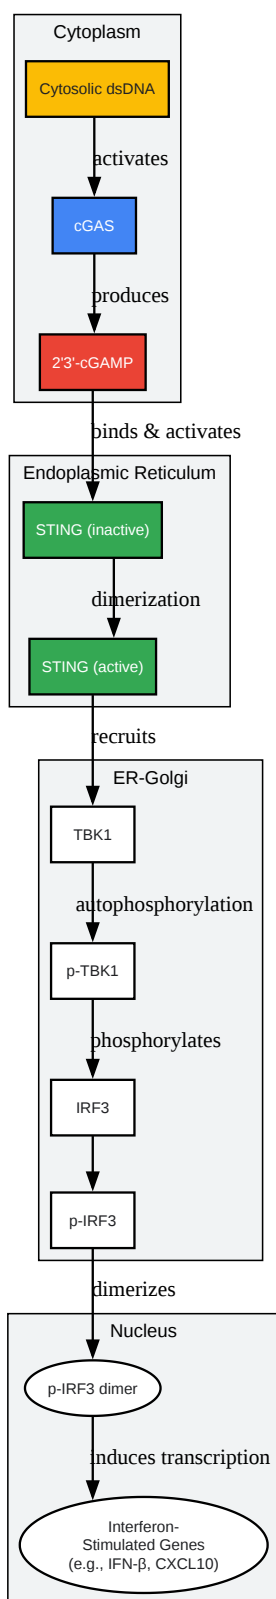 Cytoplasm
Cytosolic dsDNA
activates
cGAS
produces
2'3'-cGAMP
binds & activates
Endoplasmic Reticulum
STING (inactive)
dimerization
STING (active)
recruits
ER-Golgi
TBK1
autophosphorylation
p-TBK1
phosphorylates
IRF3
p-IRF3
dimerizes
Nucleus
p-IRF3 dimer
induces transcription
Interferon-
Stimulated Genes
(e.g., IFN-β, CXCL10)